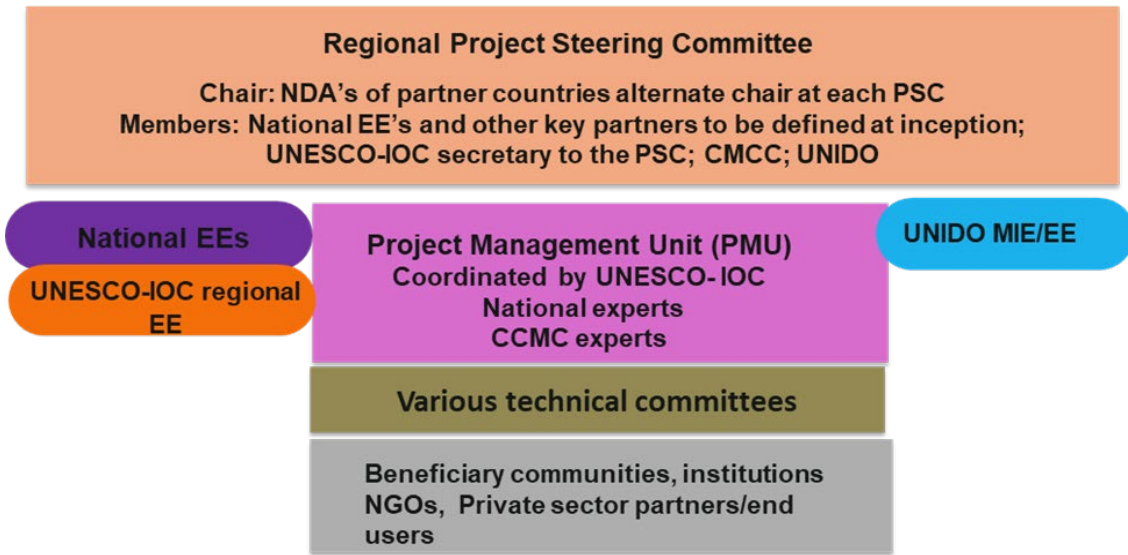 Regional Project Steering Committee
Chair: NDA's of partner countries alternate chair at each PSC
Members: National EE's and other key partners to be defined at inception;
UNESCO-IOC secretary to the PSC; CMCC; UNIDO
National EEs
UNESCO-IOC regional
EE
Project Management Unit (PMU)
Coordinated by UNESCO- IOC
National experts
CCMC experts
UNIDO MIE/EE
Various technical committees
Beneficiary communities, institutions
NGOs, Private sector partners/end
users